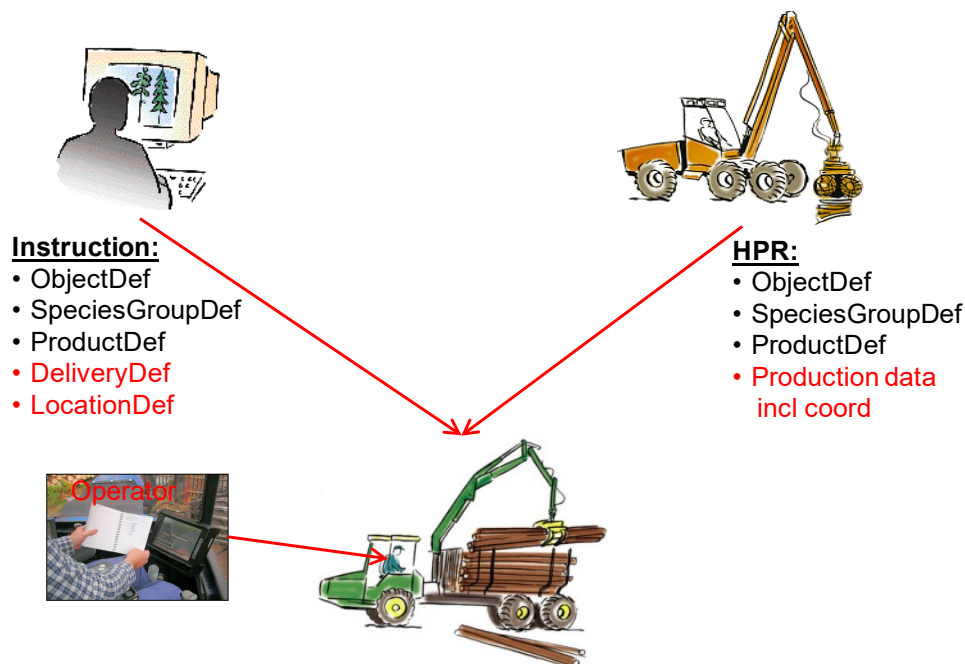 Instruction:
• ObjectDef
• SpeciesGroupDef
• ProductDef
• DeliveryDef
• LocationDef
HPR:
• ObjectDef
• SpeciesGroupDef
• ProductDef
• Production data
incl coord
Operator